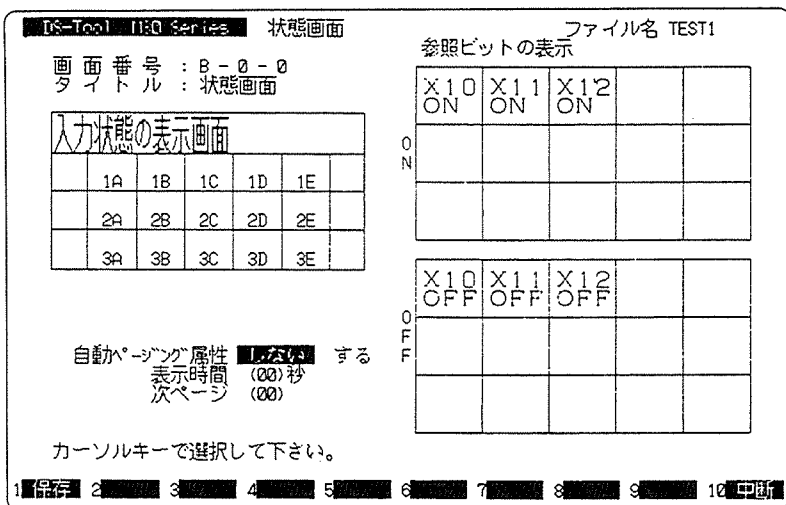 DS-Tool
Series
状態画面
ファイル名 TEST1
画面番号 : B-0-0
タイトル : 状態画面
入力状態の表示画面
1A 1B 1C 1D 1E
2A 2B 2C 2D 2E
3A 3B 3C 3D 3E
自動ページング属性 しない する
表示時間 (00)秒
次ページ (00)
参照ビットの表示
ON
X10 X11 X12
ON ON ON
OFF
X10 X11 X12
OFF OFF OFF
カーソルキーで選択して下さい。
1 保存 2 3 4 5 6 7 8 9 10 中断